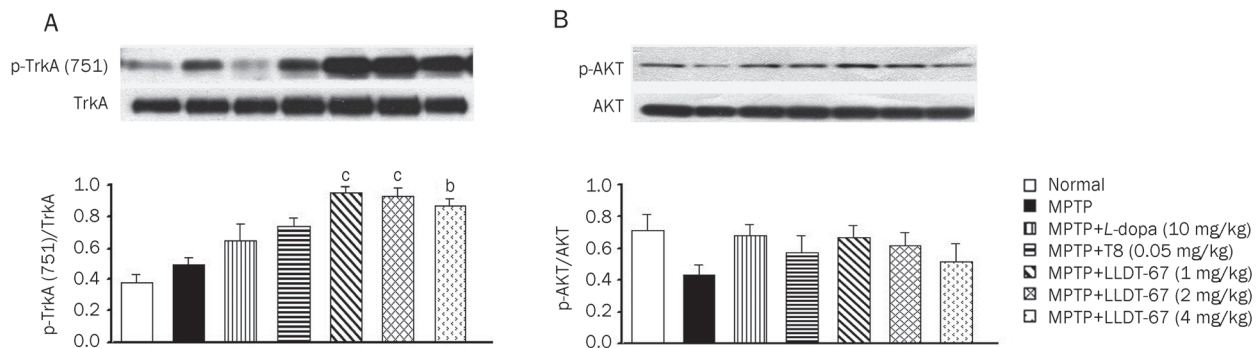 A
p-TrkA (751)
TrkA
p-TrkA (751)/TrkA
1.0
0.8
0.6
0.4
0.2
0.0
c
c
b
B
p-AKT
AKT
p-AKT/AKT
1.0
0.8
0.6
0.4
0.2
0.0
Normal
MPTP
MPTP+L-dopa (10 mg/kg)
MPTP+T8 (0.05 mg/kg)
MPTP+LLDT-67 (1 mg/kg)
MPTP+LLDT-67 (2 mg/kg)
MPTP+LLDT-67 (4 mg/kg)